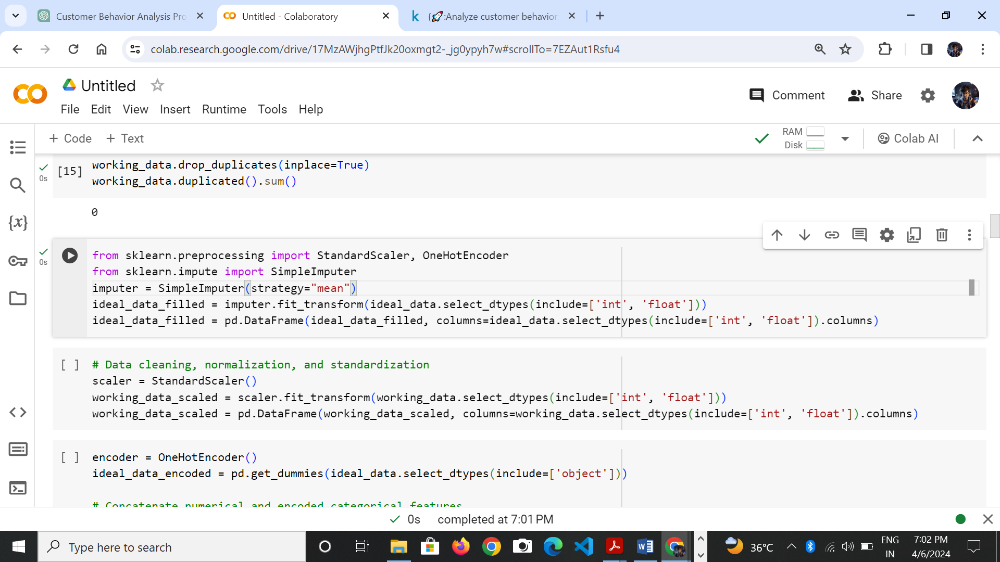 Customer Behavior Analysis Pro
Untitled - Colaboratory
{🚀:Analyze customer behavior
colab.research.google.com/drive/17MzAWjhgPtfJk20oxmgt2-_jg0ypyh7w#scrollTo=7EZAut1Rsfu4
Untitled
File Edit View Insert Runtime Tools Help
Comment Share
+ Code + Text
RAM
Disk
Colab AI
[15] working_data.drop_duplicates(inplace=True)
0s
working_data.duplicated().sum()
0
0s
from sklearn.preprocessing import StandardScaler, OneHotEncoder
from sklearn.impute import SimpleImputer
imputer = SimpleImputer(strategy="mean")
ideal_data_filled = imputer.fit_transform(ideal_data.select_dtypes(include=['int', 'float']))
ideal_data_filled = pd.DataFrame(ideal_data_filled, columns=ideal_data.select_dtypes(include=['int', 'float']).columns)
[ ] # Data cleaning, normalization, and standardization
scaler = StandardScaler()
working_data_scaled = scaler.fit_transform(working_data.select_dtypes(include=['int', 'float']))
working_data_scaled = pd.DataFrame(working_data_scaled, columns=working_data.select_dtypes(include=['int', 'float']).columns)
[ ] encoder = OneHotEncoder()
ideal_data_encoded = pd.get_dummies(ideal_data.select_dtypes(include=['object']))
# Concatenate numerical and encoded categorical features
0s completed at 7:01 PM
Type here to search
36°C
ENG
IN
7:02 PM
4/6/2024